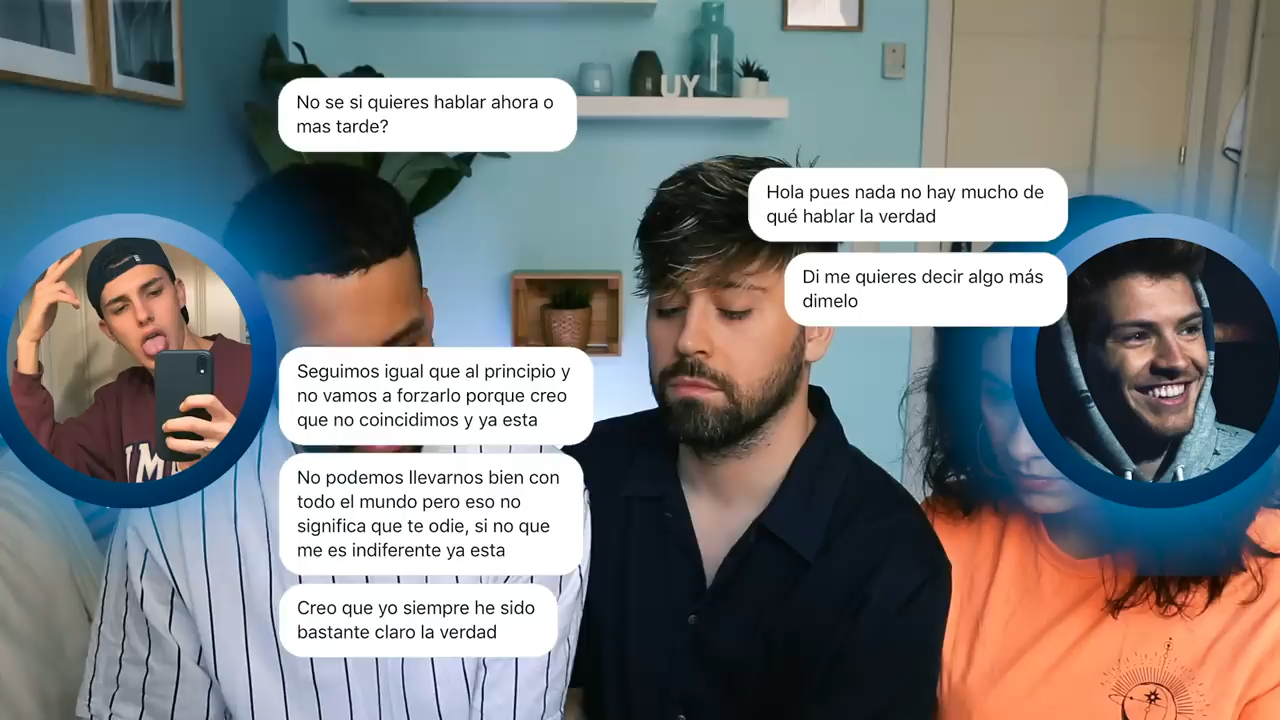 UY
No se si quieres hablar ahora o
mas tarde?
Hola pues nada no hay mucho de
qué hablar la verdad
Di me quieres decir algo más
dimelo
Seguimos igual que al principio y
no vamos a forzarlo porque creo
que no coincidimos y ya esta
No podemos llevarnos bien con
todo el mundo pero eso no
significa que te odie, si no que
me es indiferente ya esta
Creo que yo siempre he sido
bastante claro la verdad